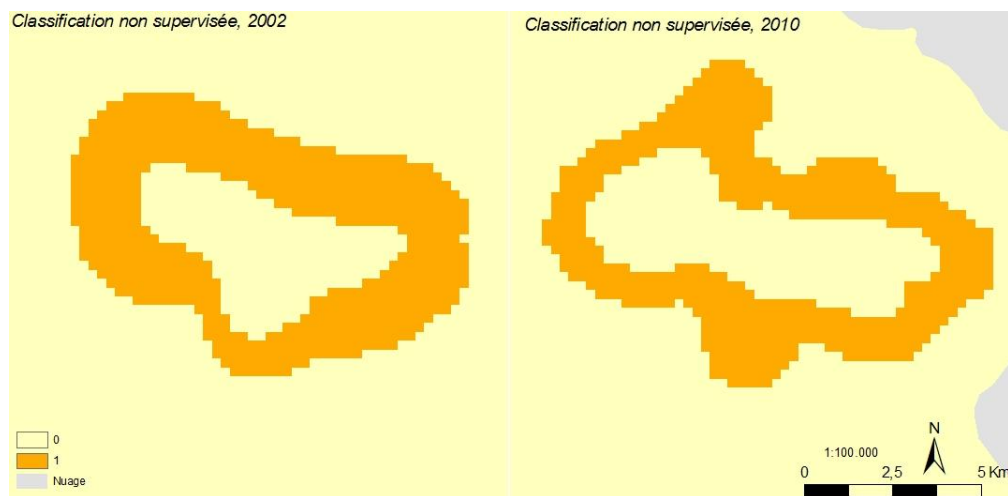 Classification non supervisée, 2002
Classification non supervisée, 2010
0
1
Nuage
N
1:100.000
0 2,5 5 Km